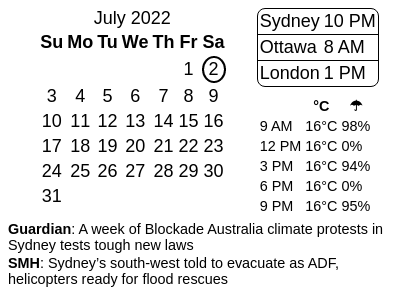 July 2022
Su Mo Tu We Th Fr Sa
1 2
3 4 5 6 7 8 9
10 11 12 13 14 15 16
17 18 19 20 21 22 23
24 25 26 27 28 29 30
31
Sydney 10 PM
Ottawa 8 AM
London 1 PM
°C ☂
9 AM 16°C 98%
12 PM 16°C 0%
3 PM 16°C 94%
6 PM 16°C 0%
9 PM 16°C 95%
Guardian: A week of Blockade Australia climate protests in
Sydney tests tough new laws
SMH: Sydney's south-west told to evacuate as ADF,
helicopters ready for flood rescues